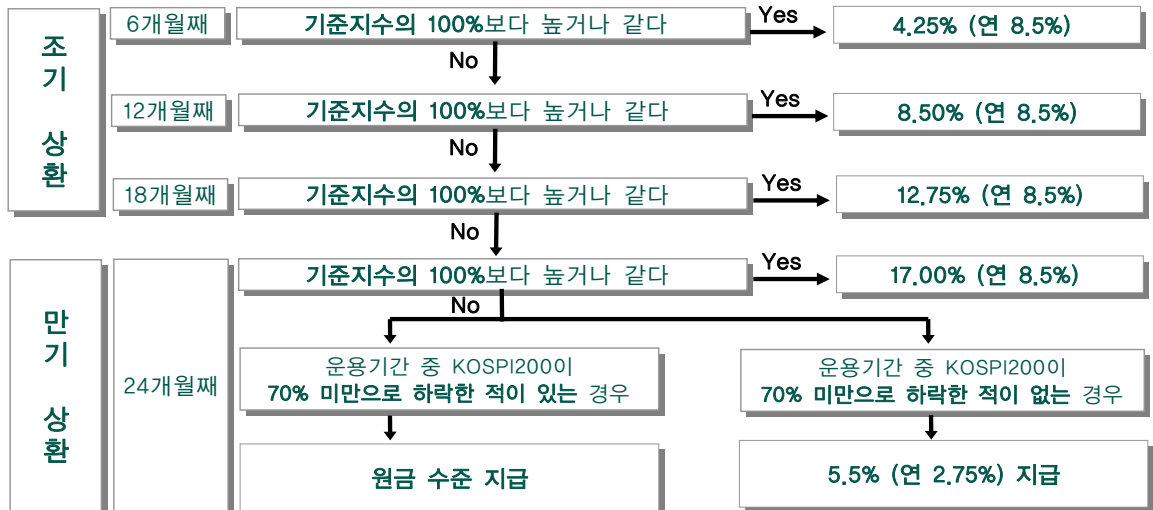 조기 상환
6개월째
기준지수의 100%보다 높거나 같다
Yes
4.25% (연 8.5%)
No
12개월째
기준지수의 100%보다 높거나 같다
Yes
8.50% (연 8.5%)
No
18개월째
기준지수의 100%보다 높거나 같다
Yes
12.75% (연 8.5%)
No
만기 상환
24개월째
기준지수의 100%보다 높거나 같다
Yes
17.00% (연 8.5%)
No
운용기간 중 KOSPI2000이
70% 미만으로 하락한 적이 있는 경우
원금 수준 지급
운용기간 중 KOSPI2000이
70% 미만으로 하락한 적이 없는 경우
5.5% (연 2.75%) 지급